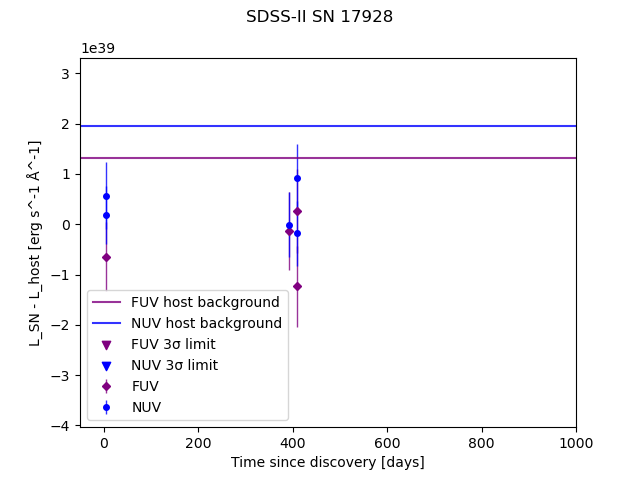 SDSS-II SN 17928
1e39
3
2
1
0
−1
−2
−3
−4
L_SN - L_host [erg s^-1 Å^-1]
FUV host background
NUV host background
FUV 3σ limit
NUV 3σ limit
FUV
NUV
0 200 400 600 800 1000
Time since discovery [days]